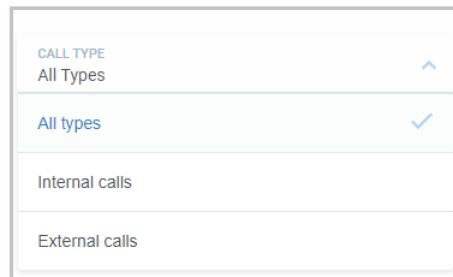 CALL TYPE
All Types
All types
Internal calls
External calls